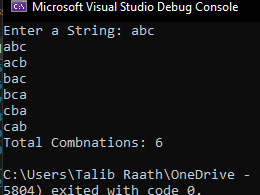 Microsoft Visual Studio Debug Console
Enter a String: abc
abc
acb
bac
bca
cba
cab
Total Combnations: 6
C:\Users\Talib Raath\OneDrive -
5804) exited with code 0.